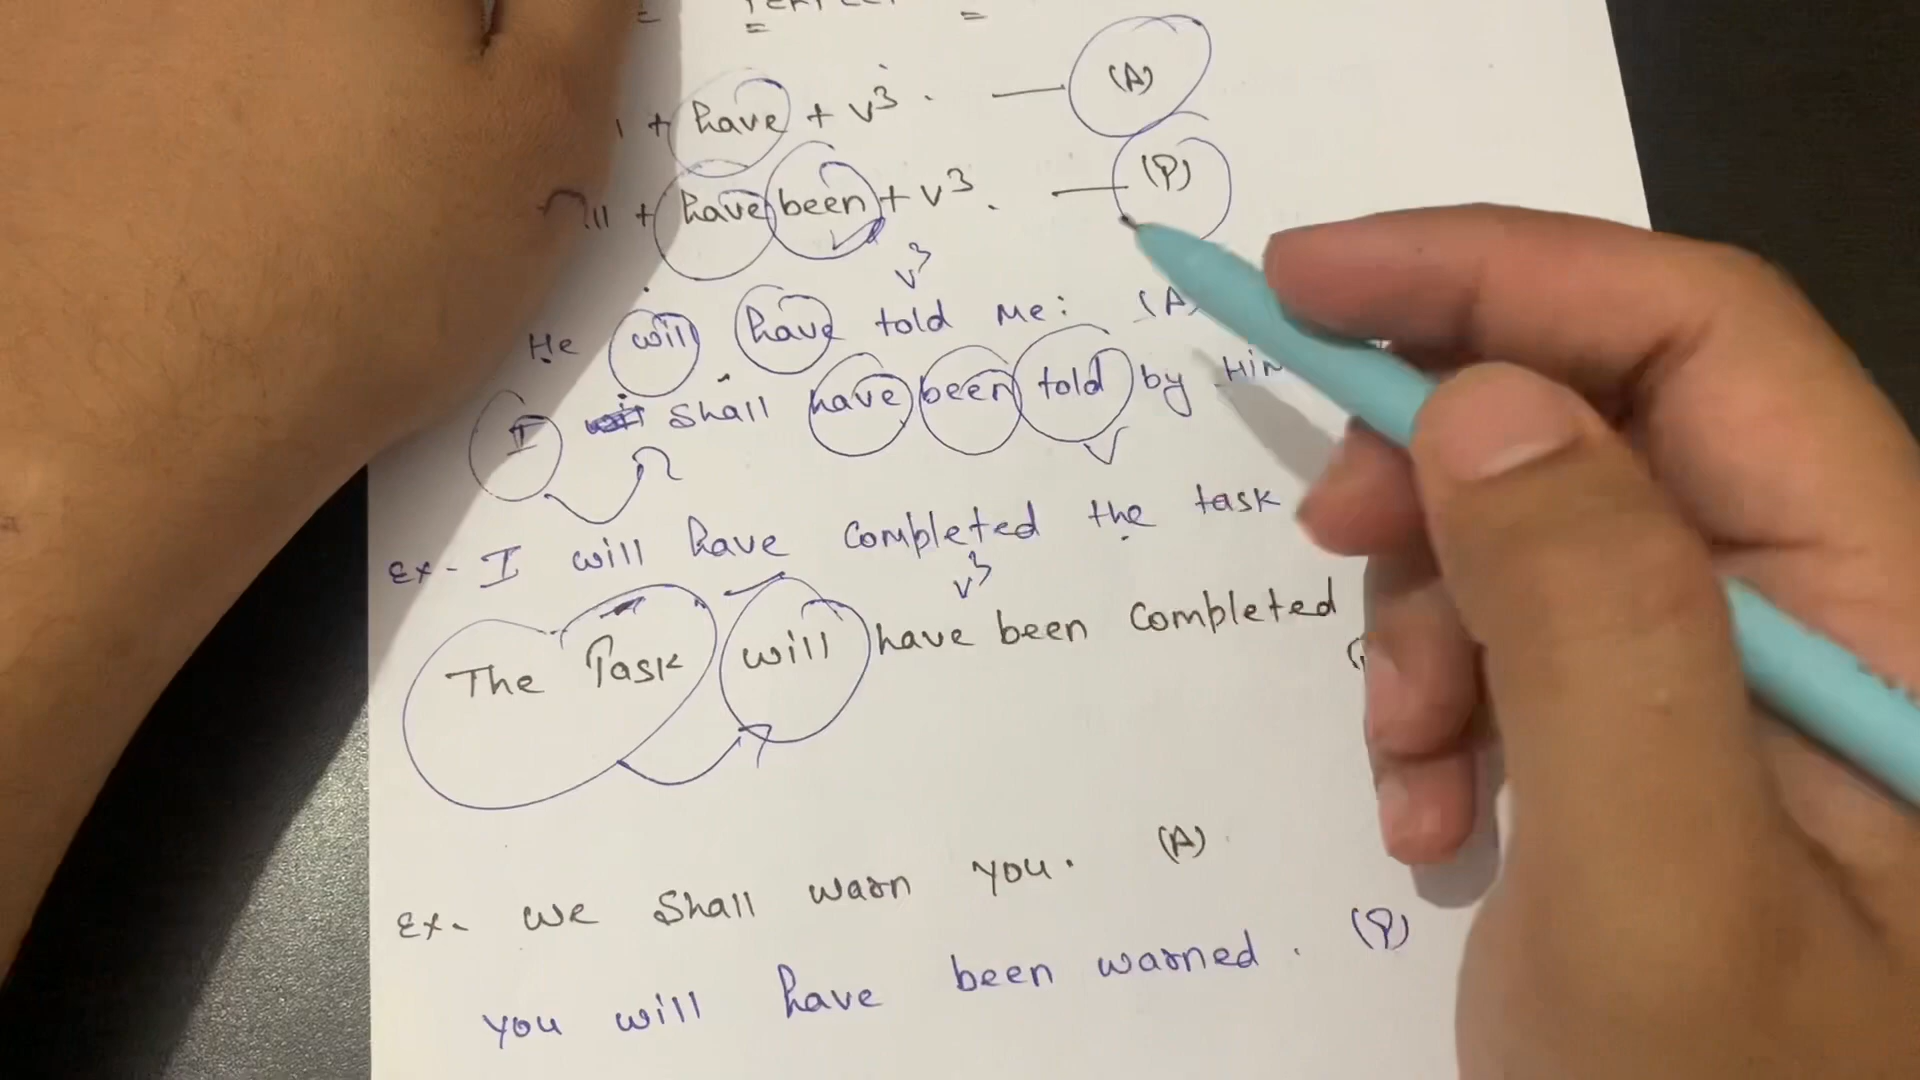 + have + v3. — (A)
+ have been + v3. — (P)
v3
He will have told me: (A)
I shall have been told by Him
Ex- I will have completed the task
v3
The Task will have been completed
Ex- We shall warn you. (A)
you will have been warned. (P)